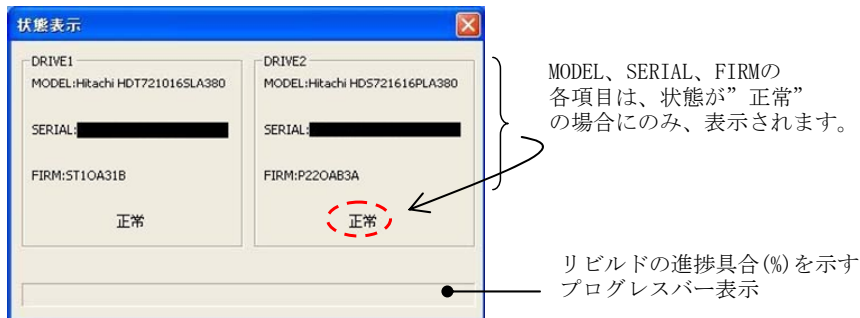 状態表示
DRIVE1
MODEL:Hitachi HDT721016SLA380
SERIAL:
FIRM:ST1OA31B
正常
DRIVE2
MODEL:Hitachi HDS721616PLA380
SERIAL:
FIRM:P22OAB3A
正常
MODEL、SERIAL、FIRMの
各項目は、状態が”正常”
の場合にのみ、表示されます。
リビルドの進捗具合(%)を示す
プログレスバー表示